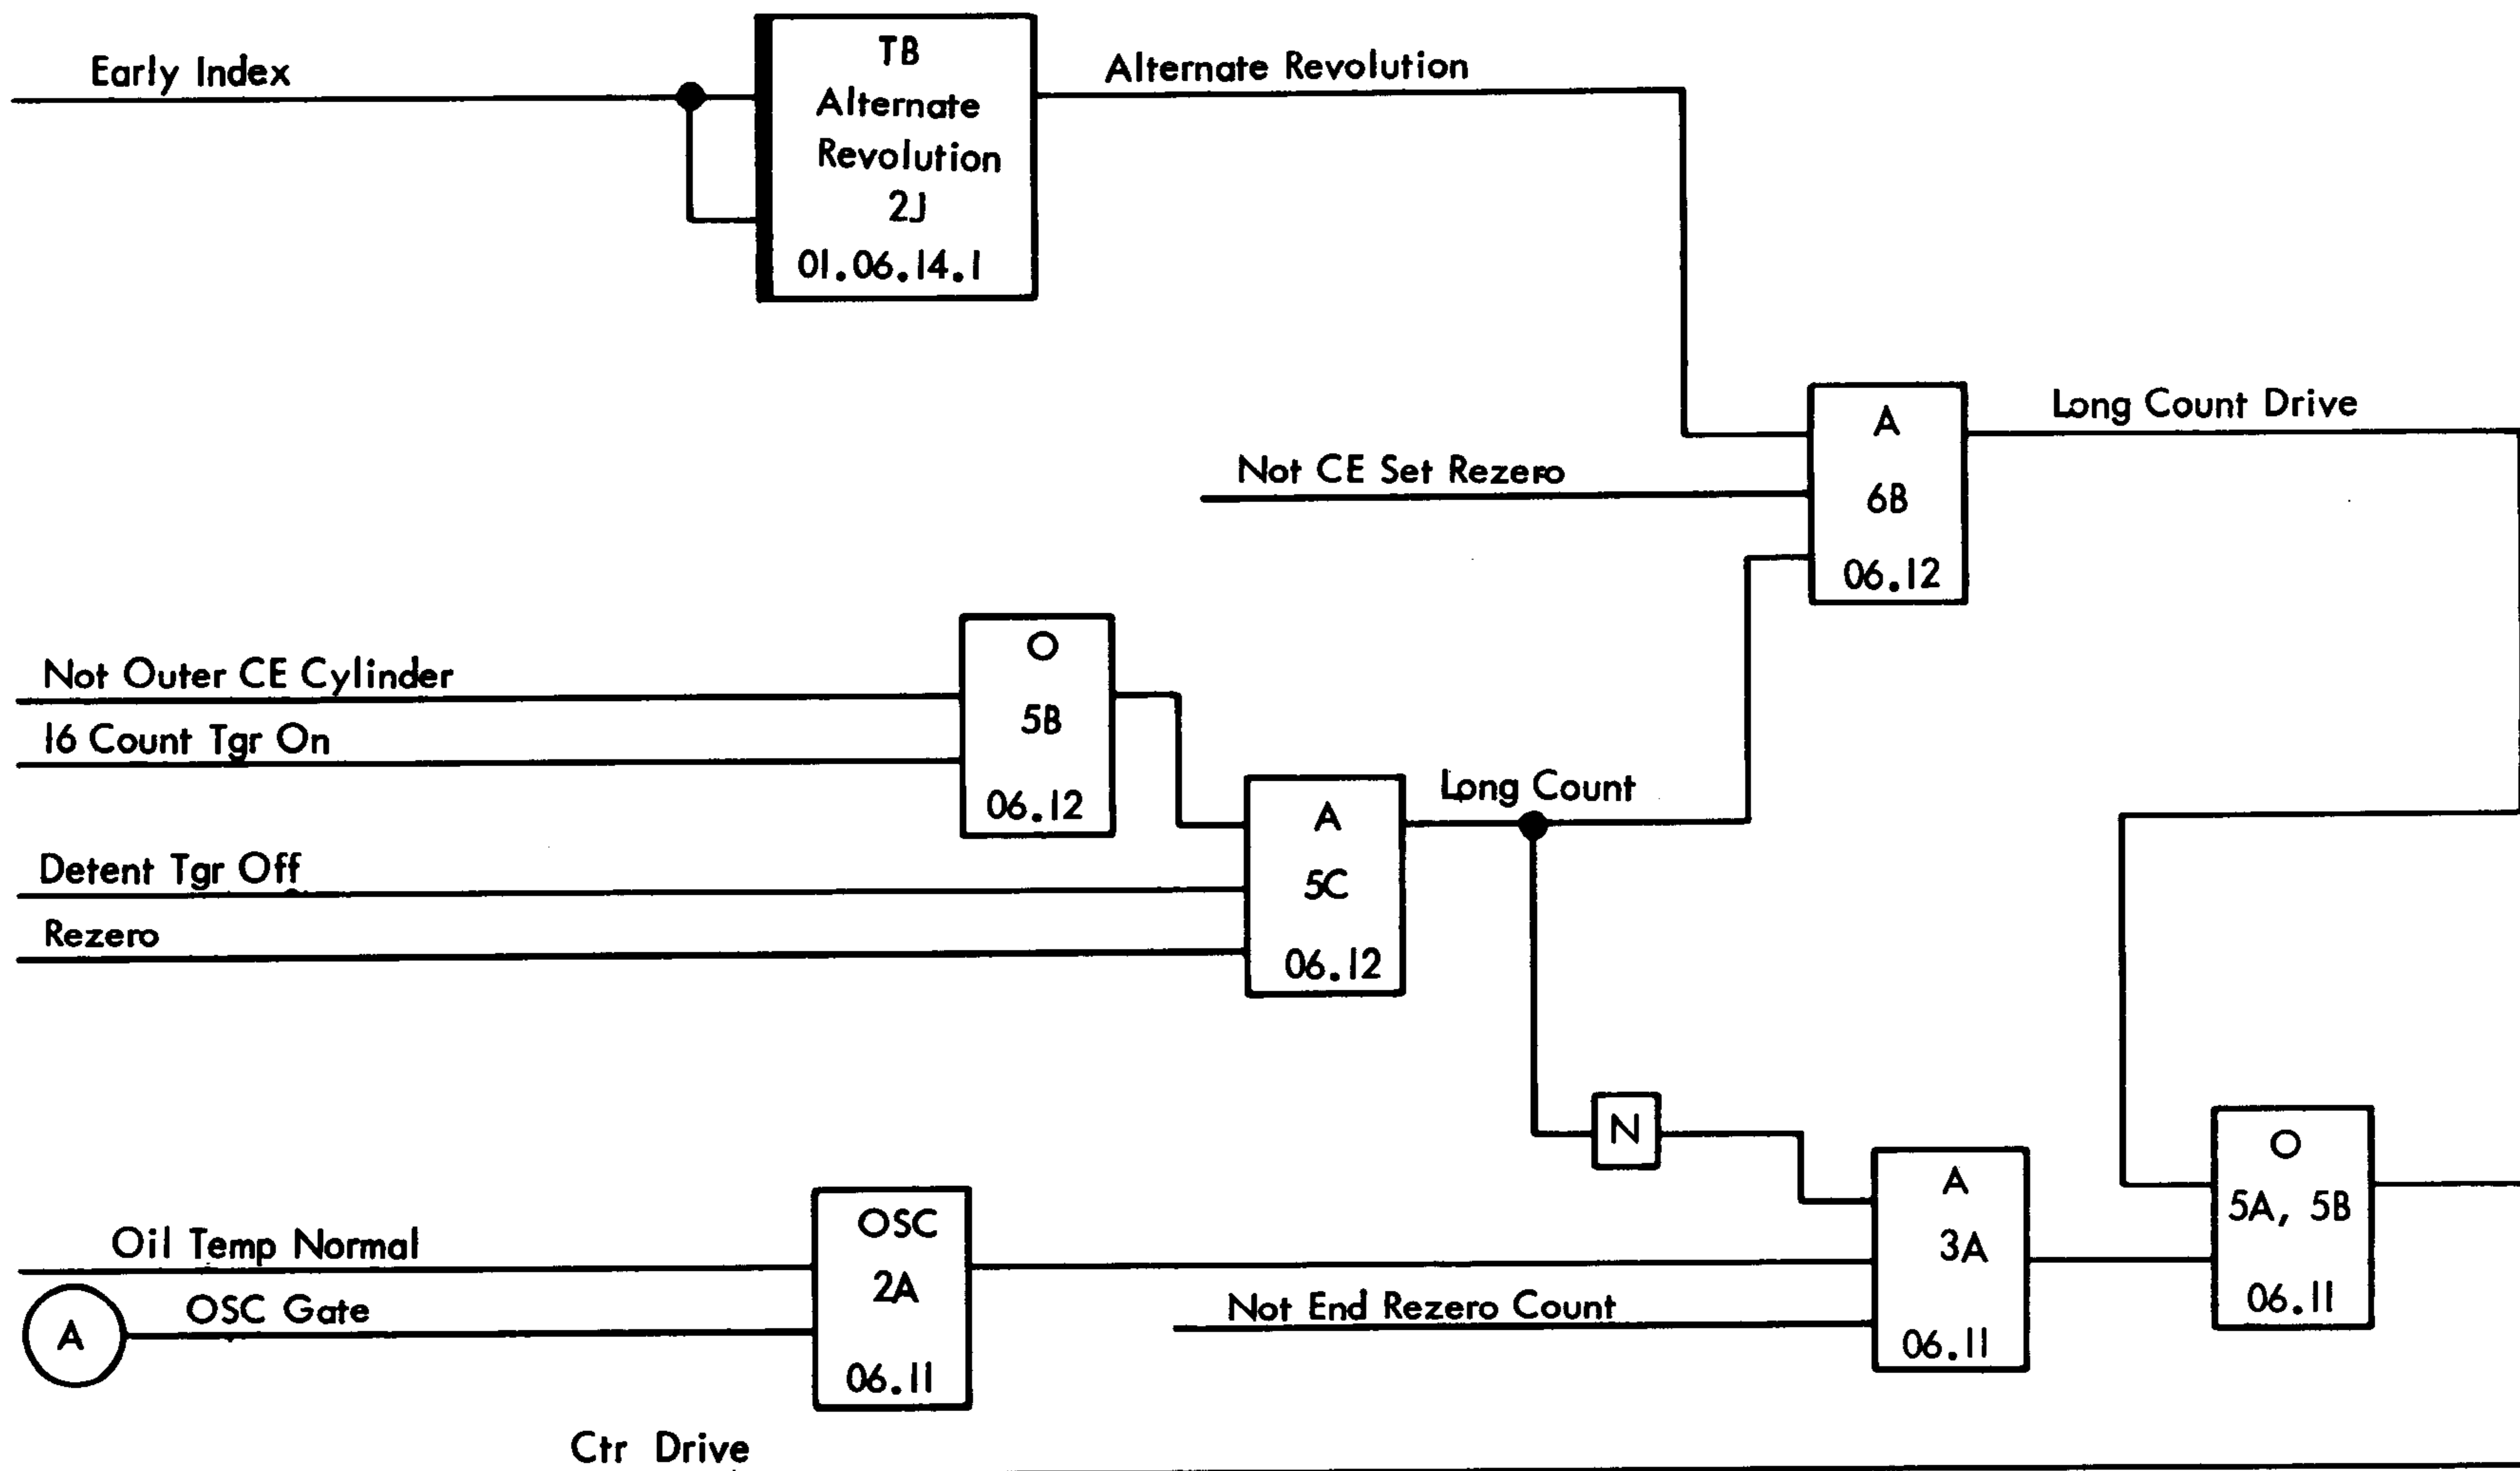 Early Index
TB
Alternate
Revolution
2J
01.06.14.1
Alternate Revolution
Not CE Set Rezero
A
6B
06.12
Long Count Drive
Not Outer CE Cylinder
16 Count Tgr On
O
5B
06.12
Detent Tgr Off
Rezero
A
5C
06.12
Long Count
N
Oil Temp Normal
A
OSC Gate
OSC
2A
06.11
Not End Rezero Count
A
3A
06.11
O
5A, 5B
06.11
Ctr Drive